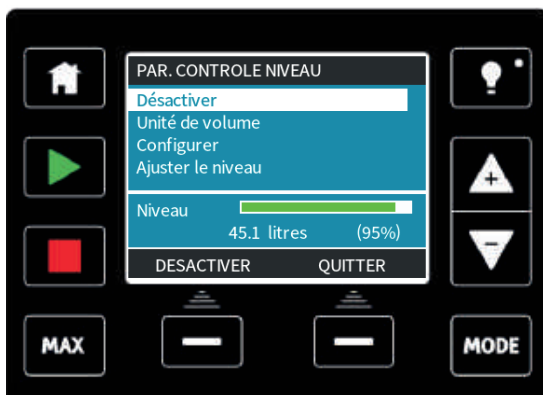 PAR. CONTROLE NIVEAU
Désactiver
Unité de volume
Configurer
Ajuster le niveau
Niveau
45.1 litres (95%)
DESACTIVER QUITTER
MAX
MODE